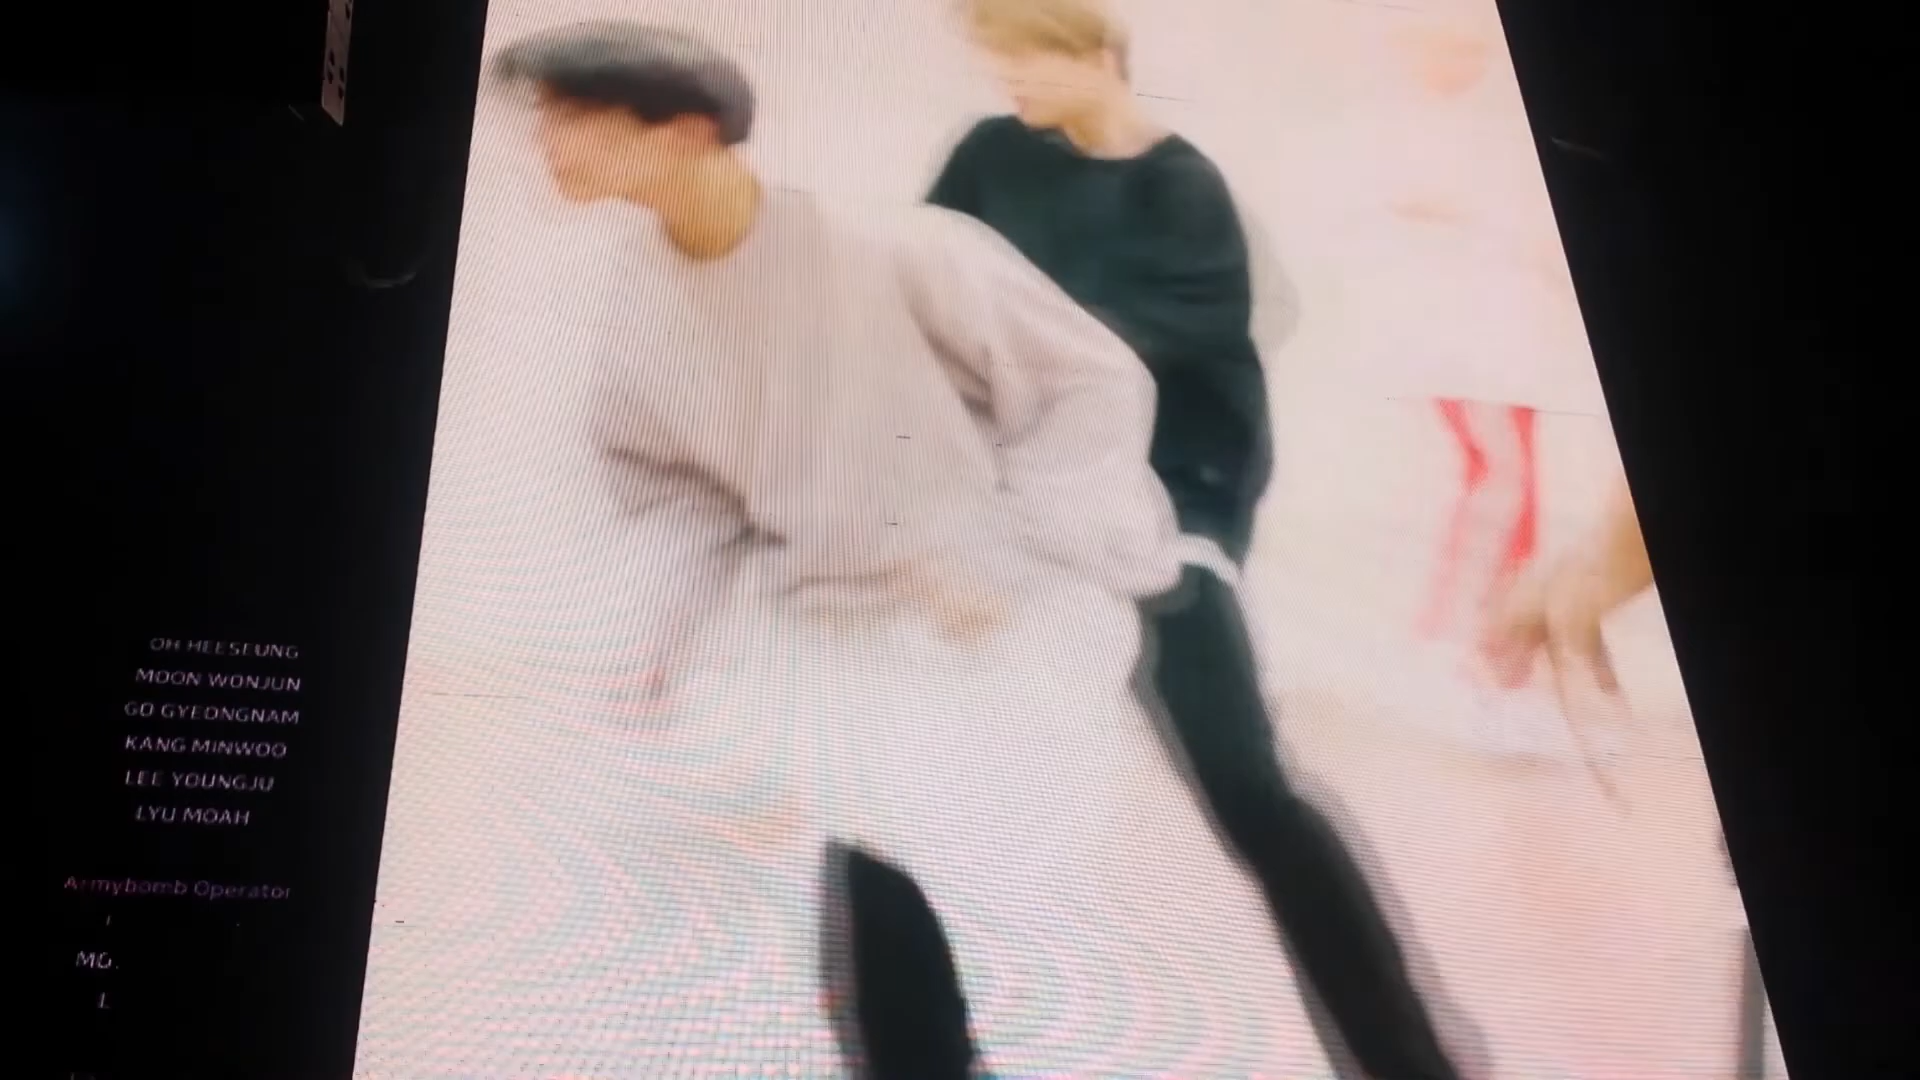 OH HEESEUNG
MOON WONJUN
GO GYEONGNAM
KANG MINWOO
LEE YOUNGJU
LYU MOAH
Armybomb Operator